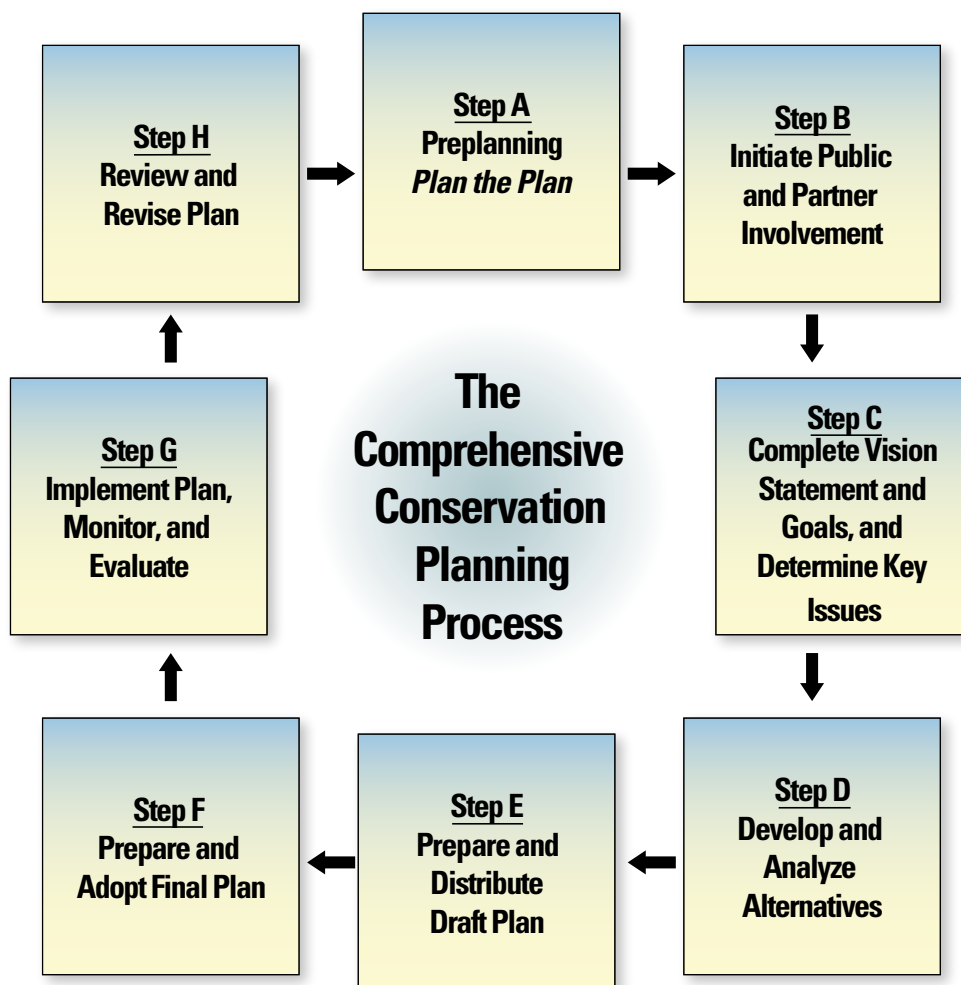 Step A
Preplanning
Plan the Plan
Step B
Initiate Public
and Partner
Involvement
Step C
Complete Vision
Statement and
Goals, and
Determine Key
Issues
Step D
Develop and
Analyze
Alternatives
Step E
Prepare and
Distribute
Draft Plan
Step F
Prepare and
Adopt Final Plan
Step G
Implement Plan,
Monitor, and
Evaluate
Step H
Review and
Revise Plan
The
Comprehensive
Conservation
Planning
Process